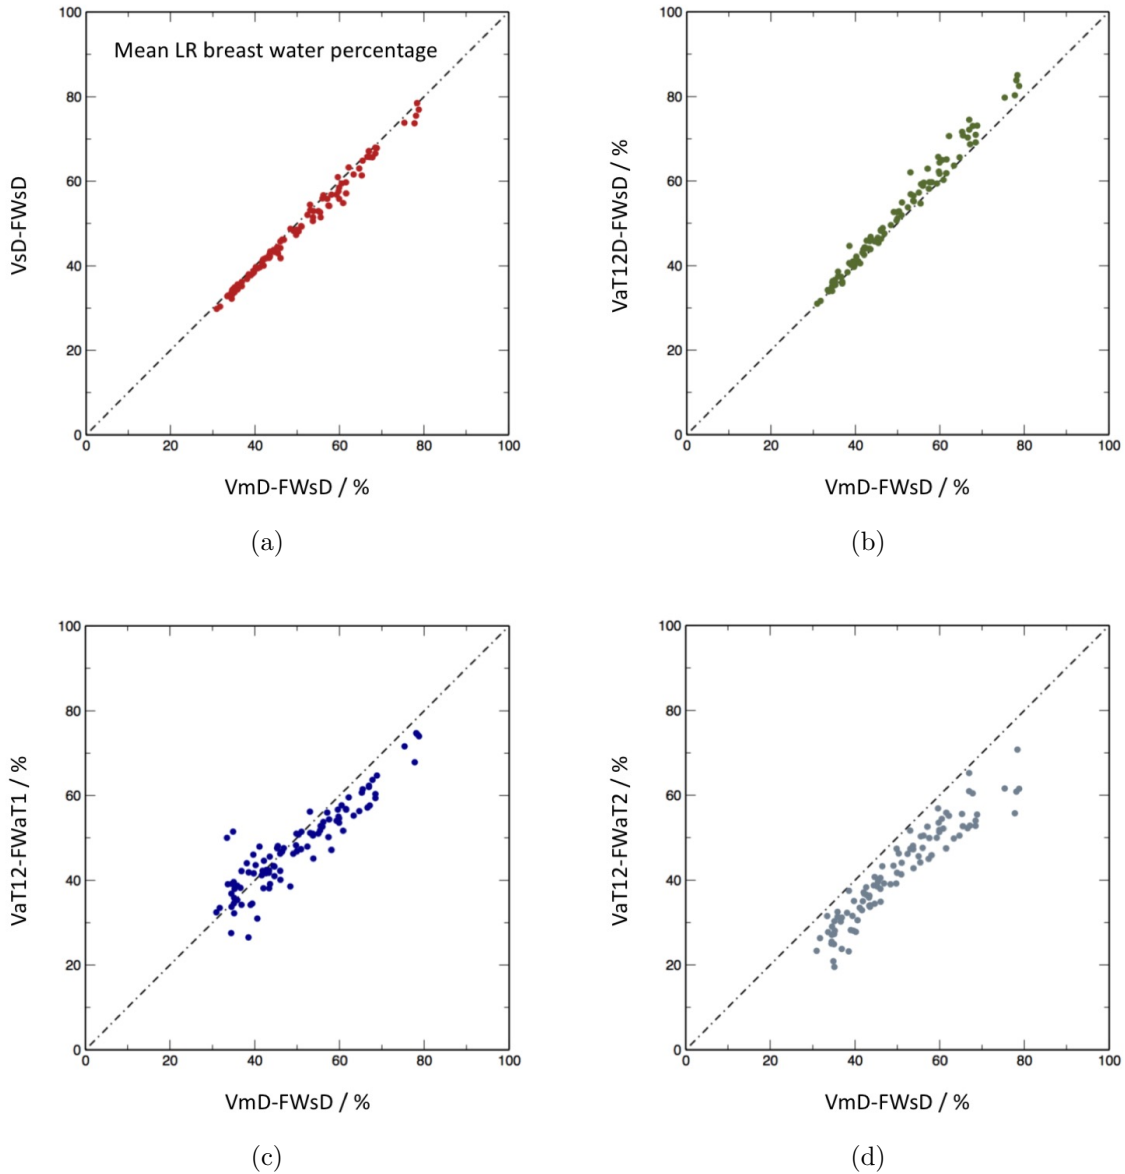 Mean LR breast water percentage
VsD-FWsD
100
80
60
40
20
0
0 20 40 60 80 100
VmD-FWsD / %
(a)
VaT12D-FWsD / %
100
80
60
40
20
0
0 20 40 60 80 100
VmD-FWsD / %
(b)
VaT12-FWaT1 / %
100
80
60
40
20
0
0 20 40 60 80 100
VmD-FWsD / %
(c)
VaT12-FWaT2 / %
100
80
60
40
20
0
0 20 40 60 80 100
VmD-FWsD / %
(d)